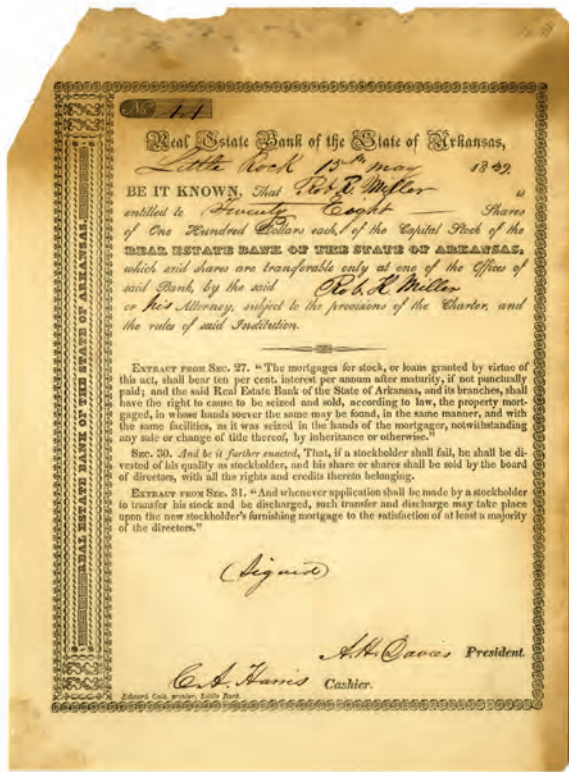 No. 11
Real Estate Bank of the State of Arkansas,
Little Rock 15th May 1839.
BE IT KNOWN, That Rob. R. Miller is
entitled to Twenty Eight Shares
of One Hundred Dollars each, of the Capital Stock of the
REAL ESTATE BANK OF THE STATE OF ARKANSAS,
which said shares are transferable only at one of the Offices of
said Bank, by the said Rob. R Miller
or his Attorney, subject to the provisions of the Charter, and
the rules of said Institution.
EXTRACT FROM SEC. 27. "The mortgages for stock, or loans granted by virtue of
this act, shall bear ten per cent. interest per annum after maturity, if not punctually
paid; and the said Real Estate Bank of the State of Arkansas, and its branches, shall
have the right to cause to be seized and sold, according to law, the property mort-
gaged, in whose hands soever the same may be found, in the same manner, and with
the same facilities, as it was seized in the hands of the mortgager, notwithstanding
any sale or change of title thereof, by inheritance or otherwise."
SEC. 30. And be it further enacted, That, if a stockholder shall fail, he shall be di-
vested of his quality as stockholder, and his share or shares shall be sold by the board
of directors, with all the rights and credits thereto belonging.
EXTRACT FROM SEC. 31. "And whenever application shall be made by a stockholder
to transfer his stock and be discharged, such transfer and discharge may take place
upon the new stockholder's furnishing mortgage to the satisfaction of at least a majority
of the directors."
(Signed)
A.H. Davies President.
C. A. Harris Cashier.
Edward Cole, printer, Little Rock.
REAL ESTATE BANK OF THE STATE OF ARKANSAS.